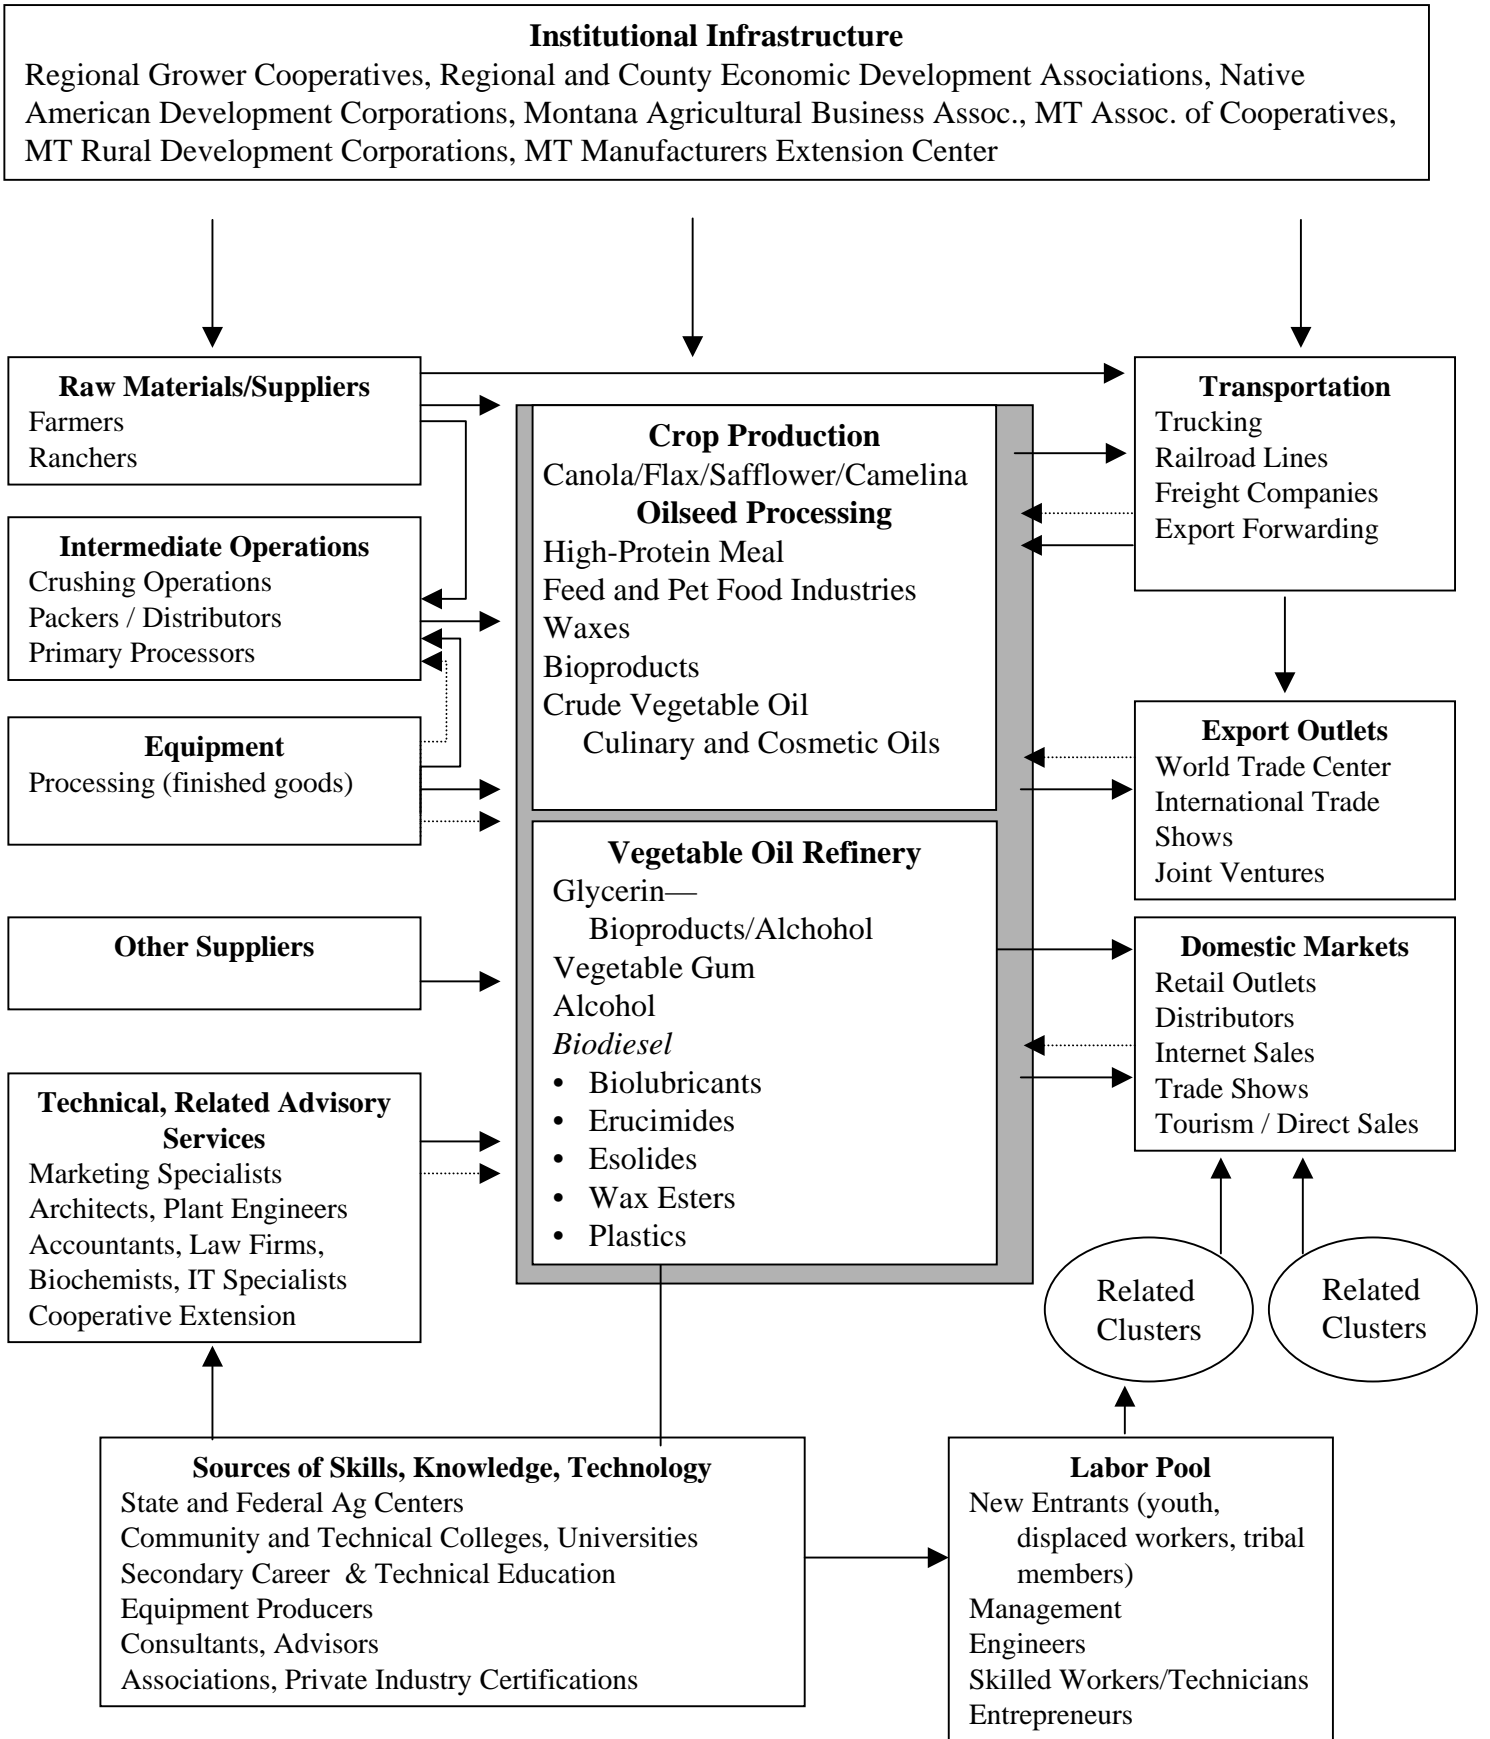 Institutional Infrastructure
Regional Grower Cooperatives, Regional and County Economic Development Associations, Native
American Development Corporations, Montana Agricultural Business Assoc., MT Assoc. of Cooperatives,
MT Rural Development Corporations, MT Manufacturers Extension Center
Raw Materials/Suppliers
Farmers
Ranchers
Intermediate Operations
Crushing Operations
Packers / Distributors
Primary Processors
Equipment
Processing (finished goods)
Other Suppliers
Technical, Related Advisory
Services
Marketing Specialists
Architects, Plant Engineers
Accountants, Law Firms,
Biochemists, IT Specialists
Cooperative Extension
Crop Production
Canola/Flax/Safflower/Camelina
Oilseed Processing
High-Protein Meal
Feed and Pet Food Industries
Waxes
Bioproducts
Crude Vegetable Oil
Culinary and Cosmetic Oils
Vegetable Oil Refinery
Glycerin—
Bioproducts/Alchohol
Vegetable Gum
Alcohol
Biodiesel
• Biolubricants
• Erucimides
• Esolides
• Wax Esters
• Plastics
Transportation
Trucking
Railroad Lines
Freight Companies
Export Forwarding
Export Outlets
World Trade Center
International Trade
Shows
Joint Ventures
Domestic Markets
Retail Outlets
Distributors
Internet Sales
Trade Shows
Tourism / Direct Sales
Related
Clusters
Related
Clusters
Sources of Skills, Knowledge, Technology
State and Federal Ag Centers
Community and Technical Colleges, Universities
Secondary Career & Technical Education
Equipment Producers
Consultants, Advisors
Associations, Private Industry Certifications
Labor Pool
New Entrants (youth,
displaced workers, tribal
members)
Management
Engineers
Skilled Workers/Technicians
Entrepreneurs